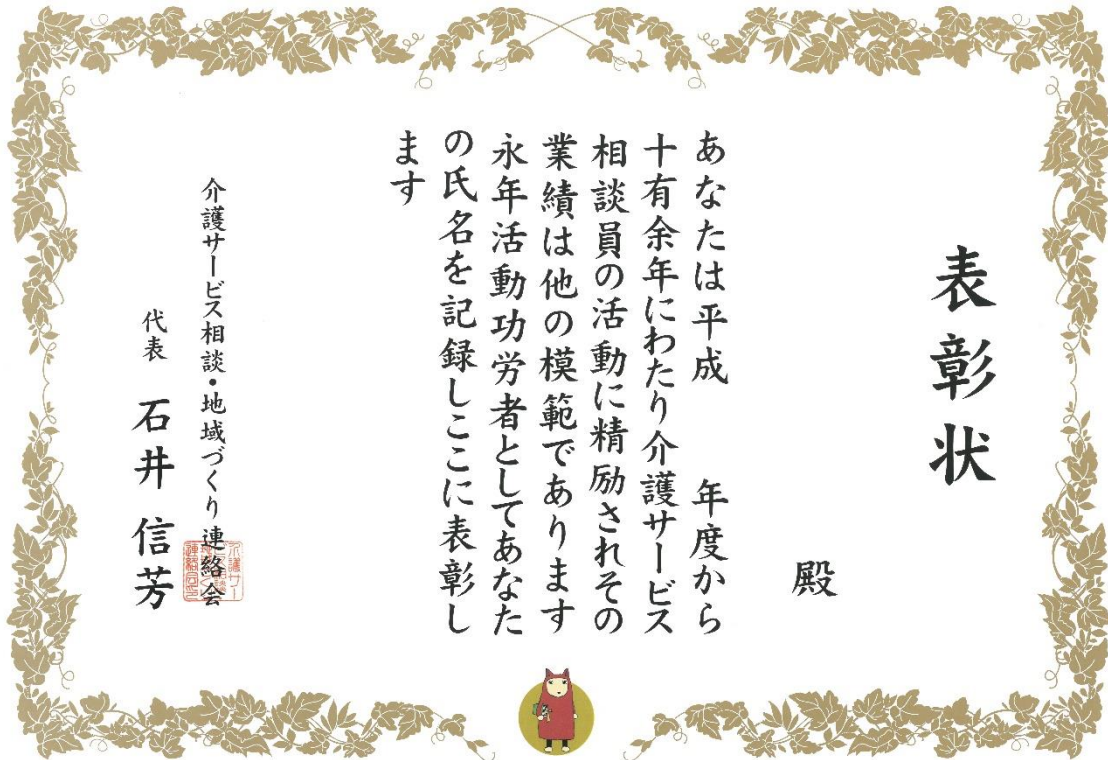 表彰状
殿
あなたは平成　　年度から
十有余年にわたり介護サービス
相談員の活動に精励されその
業績は他の模範であります
永年活動功労者としてあなた
の氏名を記録しここに表彰し
ます
介護サービス相談・地域づくり連絡会
代表　石井　信芳